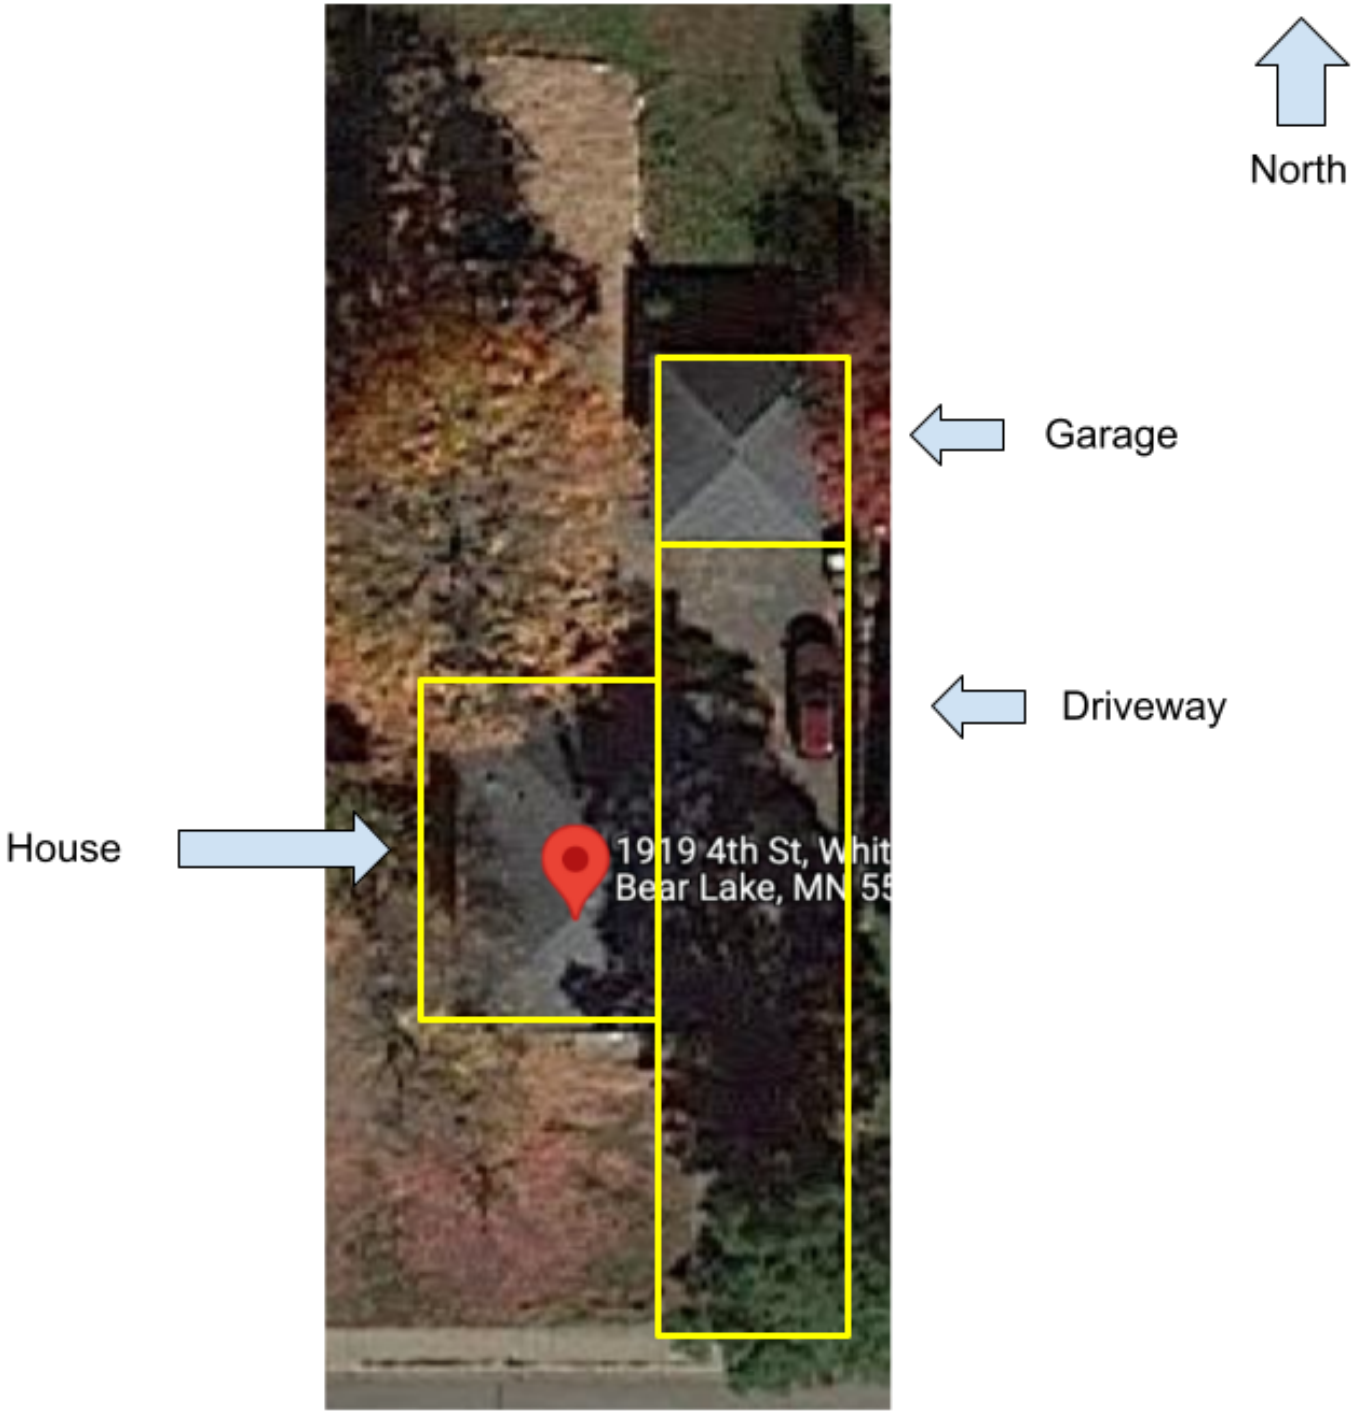 North
Garage
Driveway
House
1919 4th St, Whit
Bear Lake, MN 55